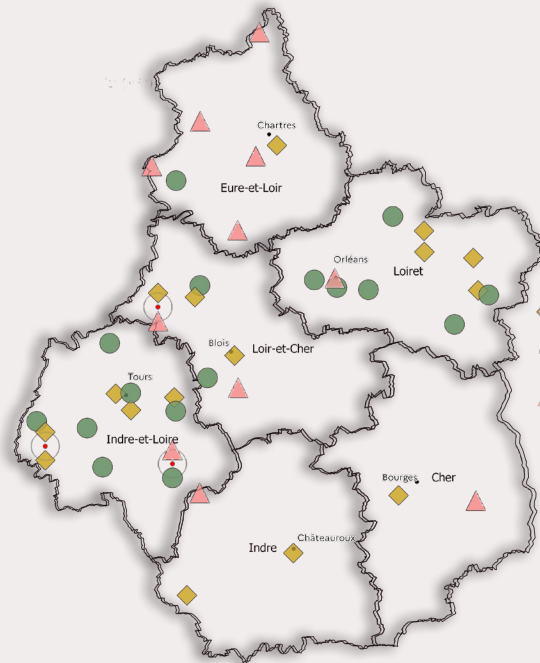 Chartres
Eure-et-Loir
Orléans
Loiret
Blois
Loir-et-Cher
Tours
Indre-et-Loire
Bourges
Cher
Châteauroux
Indre